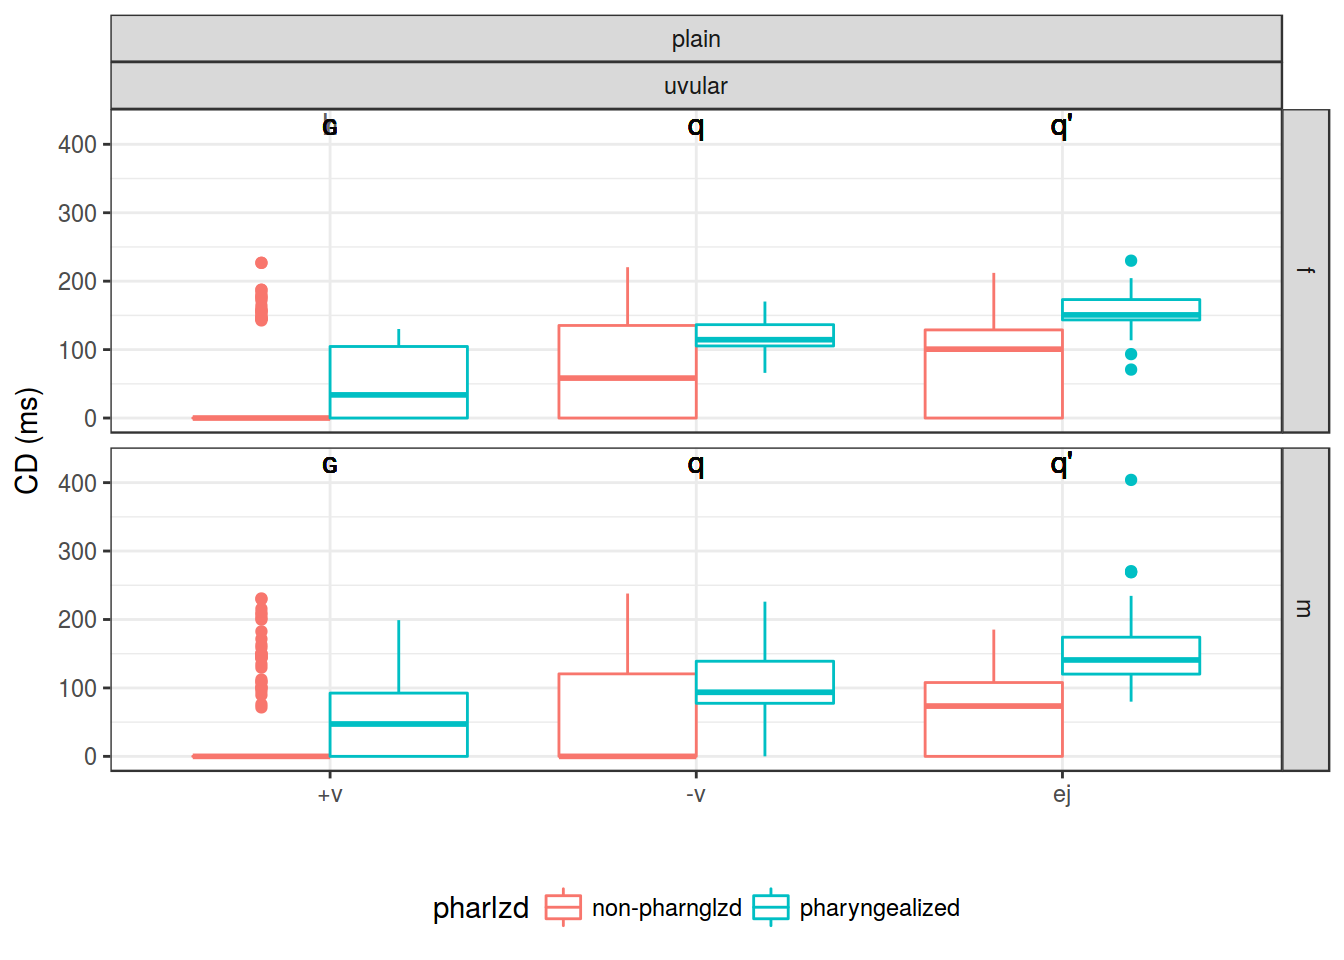 plain
uvular
ɢ q q'
400
300
200
100
0
f
CD (ms)
ɢ q q'
400
300
200
100
0
m
+v -v ej
pharlzd non-pharnglzd pharyngealized